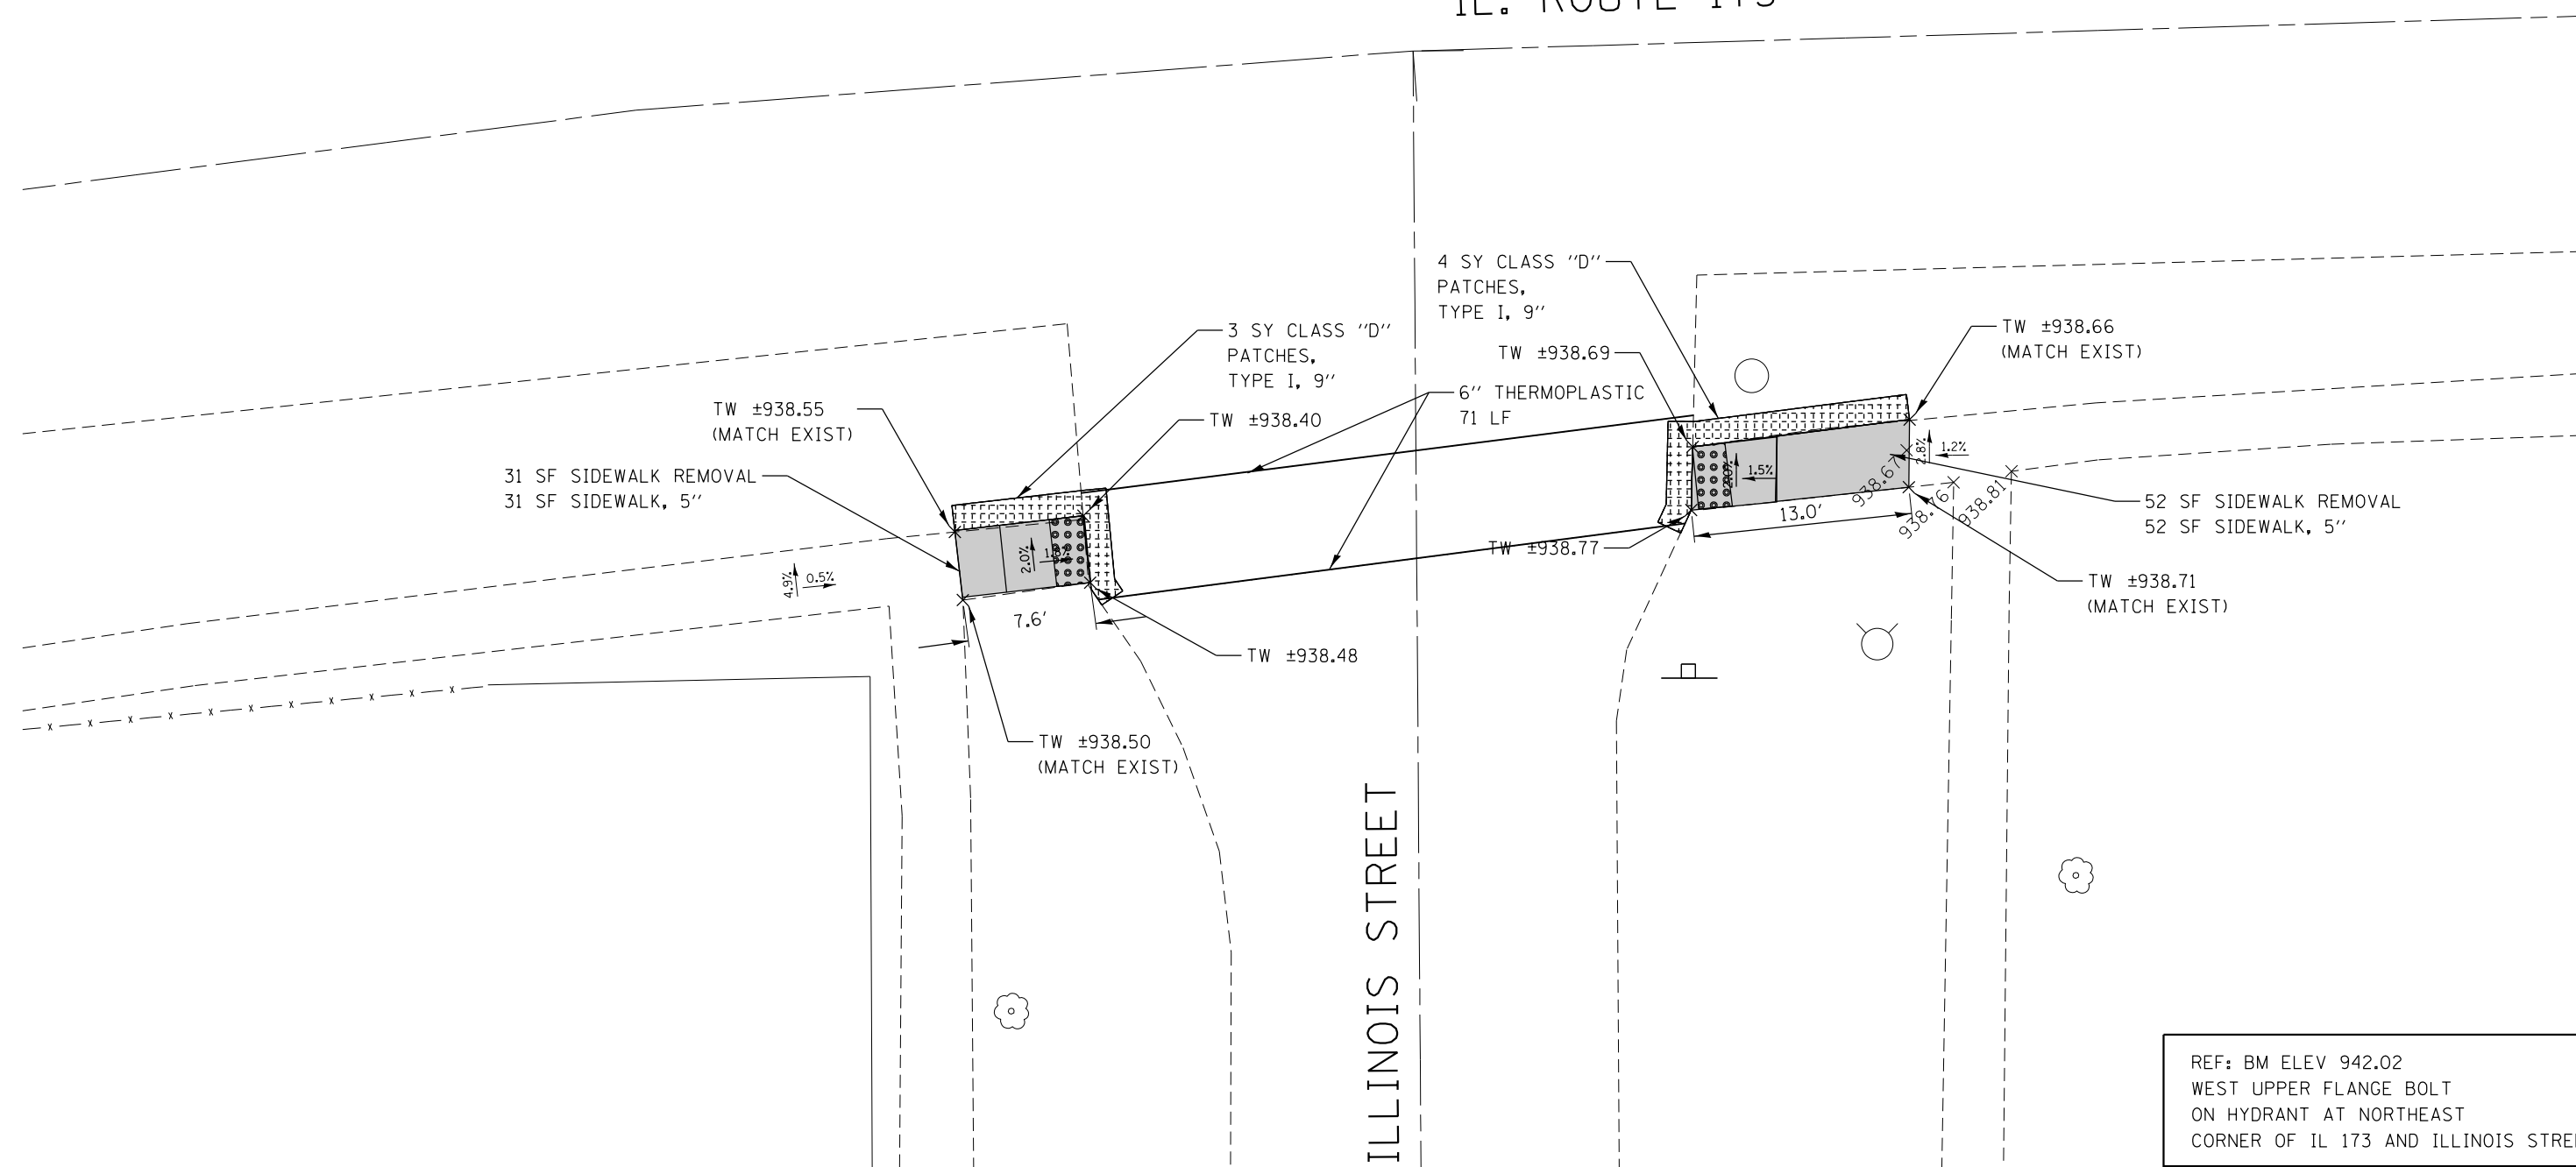 IL. ROUTE 173
4 SY CLASS "D"
PATCHES,
TYPE I, 9"
3 SY CLASS "D"
PATCHES,
TYPE I, 9"
TW ±938.69
TW ±938.66
(MATCH EXIST)
6" THERMOPLASTIC
71 LF
TW ±938.55
(MATCH EXIST)
TW ±938.40
31 SF SIDEWALK REMOVAL
31 SF SIDEWALK, 5"
2.8%
1.2%
2.0%
1.5%
938.67
938.76
938.81
13.0'
52 SF SIDEWALK REMOVAL
52 SF SIDEWALK, 5"
TW ±938.77
2.0%
4.9%
0.5%
7.6'
TW ±938.71
(MATCH EXIST)
TW ±938.48
TW ±938.50
(MATCH EXIST)
ILLINOIS STREET
REF: BM ELEV 942.02
WEST UPPER FLANGE BOLT
ON HYDRANT AT NORTHEAST
CORNER OF IL 173 AND ILLINOIS STREE